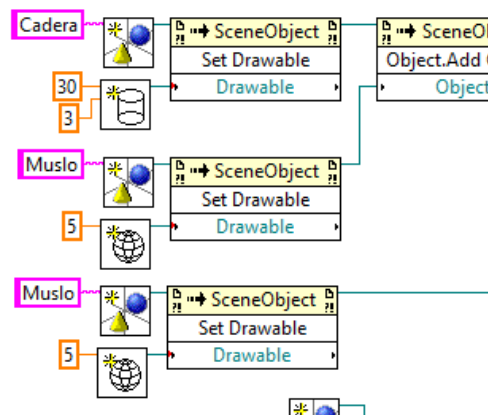 Cadera
SceneObject
Set Drawable
Drawable
30
3
SceneO
Object.Add
Object
Muslo
SceneObject
Set Drawable
Drawable
5
Muslo
SceneObject
Set Drawable
Drawable
5